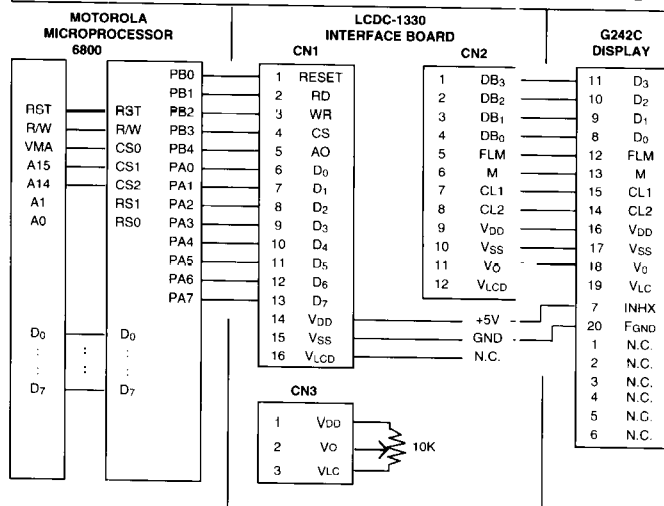 MOTOROLA
MICROPROCESSOR
6800
RST
R/W
VMA
A15
A14
A1
A0
D0
:
:
D7
:
:
RST
R/W
CS0
CS1
CS2
RS1
RS0
D0
:
:
D7
PB0
PB1
PB2
PB3
PB4
PA0
PA1
PA2
PA3
PA4
PA5
PA6
PA7
LCDC-1330
INTERFACE BOARD
CN1
1 RESET
2 RD
3 WR
4 CS
5 AO
6 D0
7 D1
8 D2
9 D3
10 D4
11 D5
12 D6
13 D7
14 VDD
15 VSS
16 VLCD
+5V
GND
N.C.
CN2
1 DB3
2 DB2
3 DB1
4 DB0
5 FLM
6 M
7 CL1
8 CL2
9 VDD
10 VSS
11 VO
12 VLCD
CN3
1 VDD
2 VO
3 VLC
10K
G242C
DISPLAY
11 D3
10 D2
9 D1
8 D0
12 FLM
13 M
15 CL1
14 CL2
16 VDD
17 VSS
18 V0
19 VLC
7 INHX
20 FGND
1 N.C.
2 N.C.
3 N.C.
4 N.C.
5 N.C.
6 N.C.